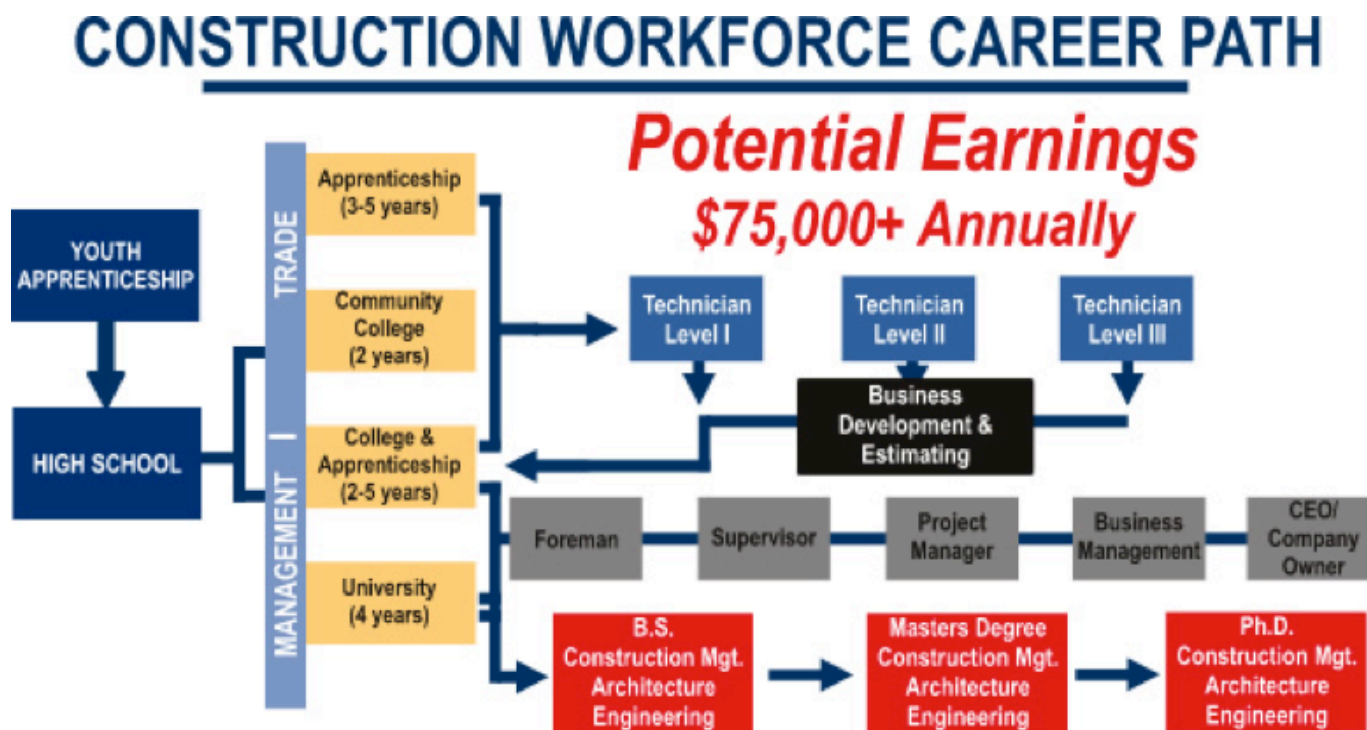 CONSTRUCTION WORKFORCE CAREER PATH
Potential Earnings
$75,000+ Annually
YOUTH
APPRENTICESHIP
HIGH SCHOOL
MANAGEMENT | TRADE
Apprenticeship
(3-5 years)
Community
College
(2 years)
College &
Apprenticeship
(2-5 years)
University
(4 years)
Technician
Level I
Technician
Level II
Technician
Level III
Business
Development &
Estimating
Foreman
Supervisor
Project
Manager
Business
Management
CEO/
Company
Owner
B.S.
Construction Mgt.
Architecture
Engineering
Masters Degree
Construction Mgt.
Architecture
Engineering
Ph.D.
Construction Mgt.
Architecture
Engineering